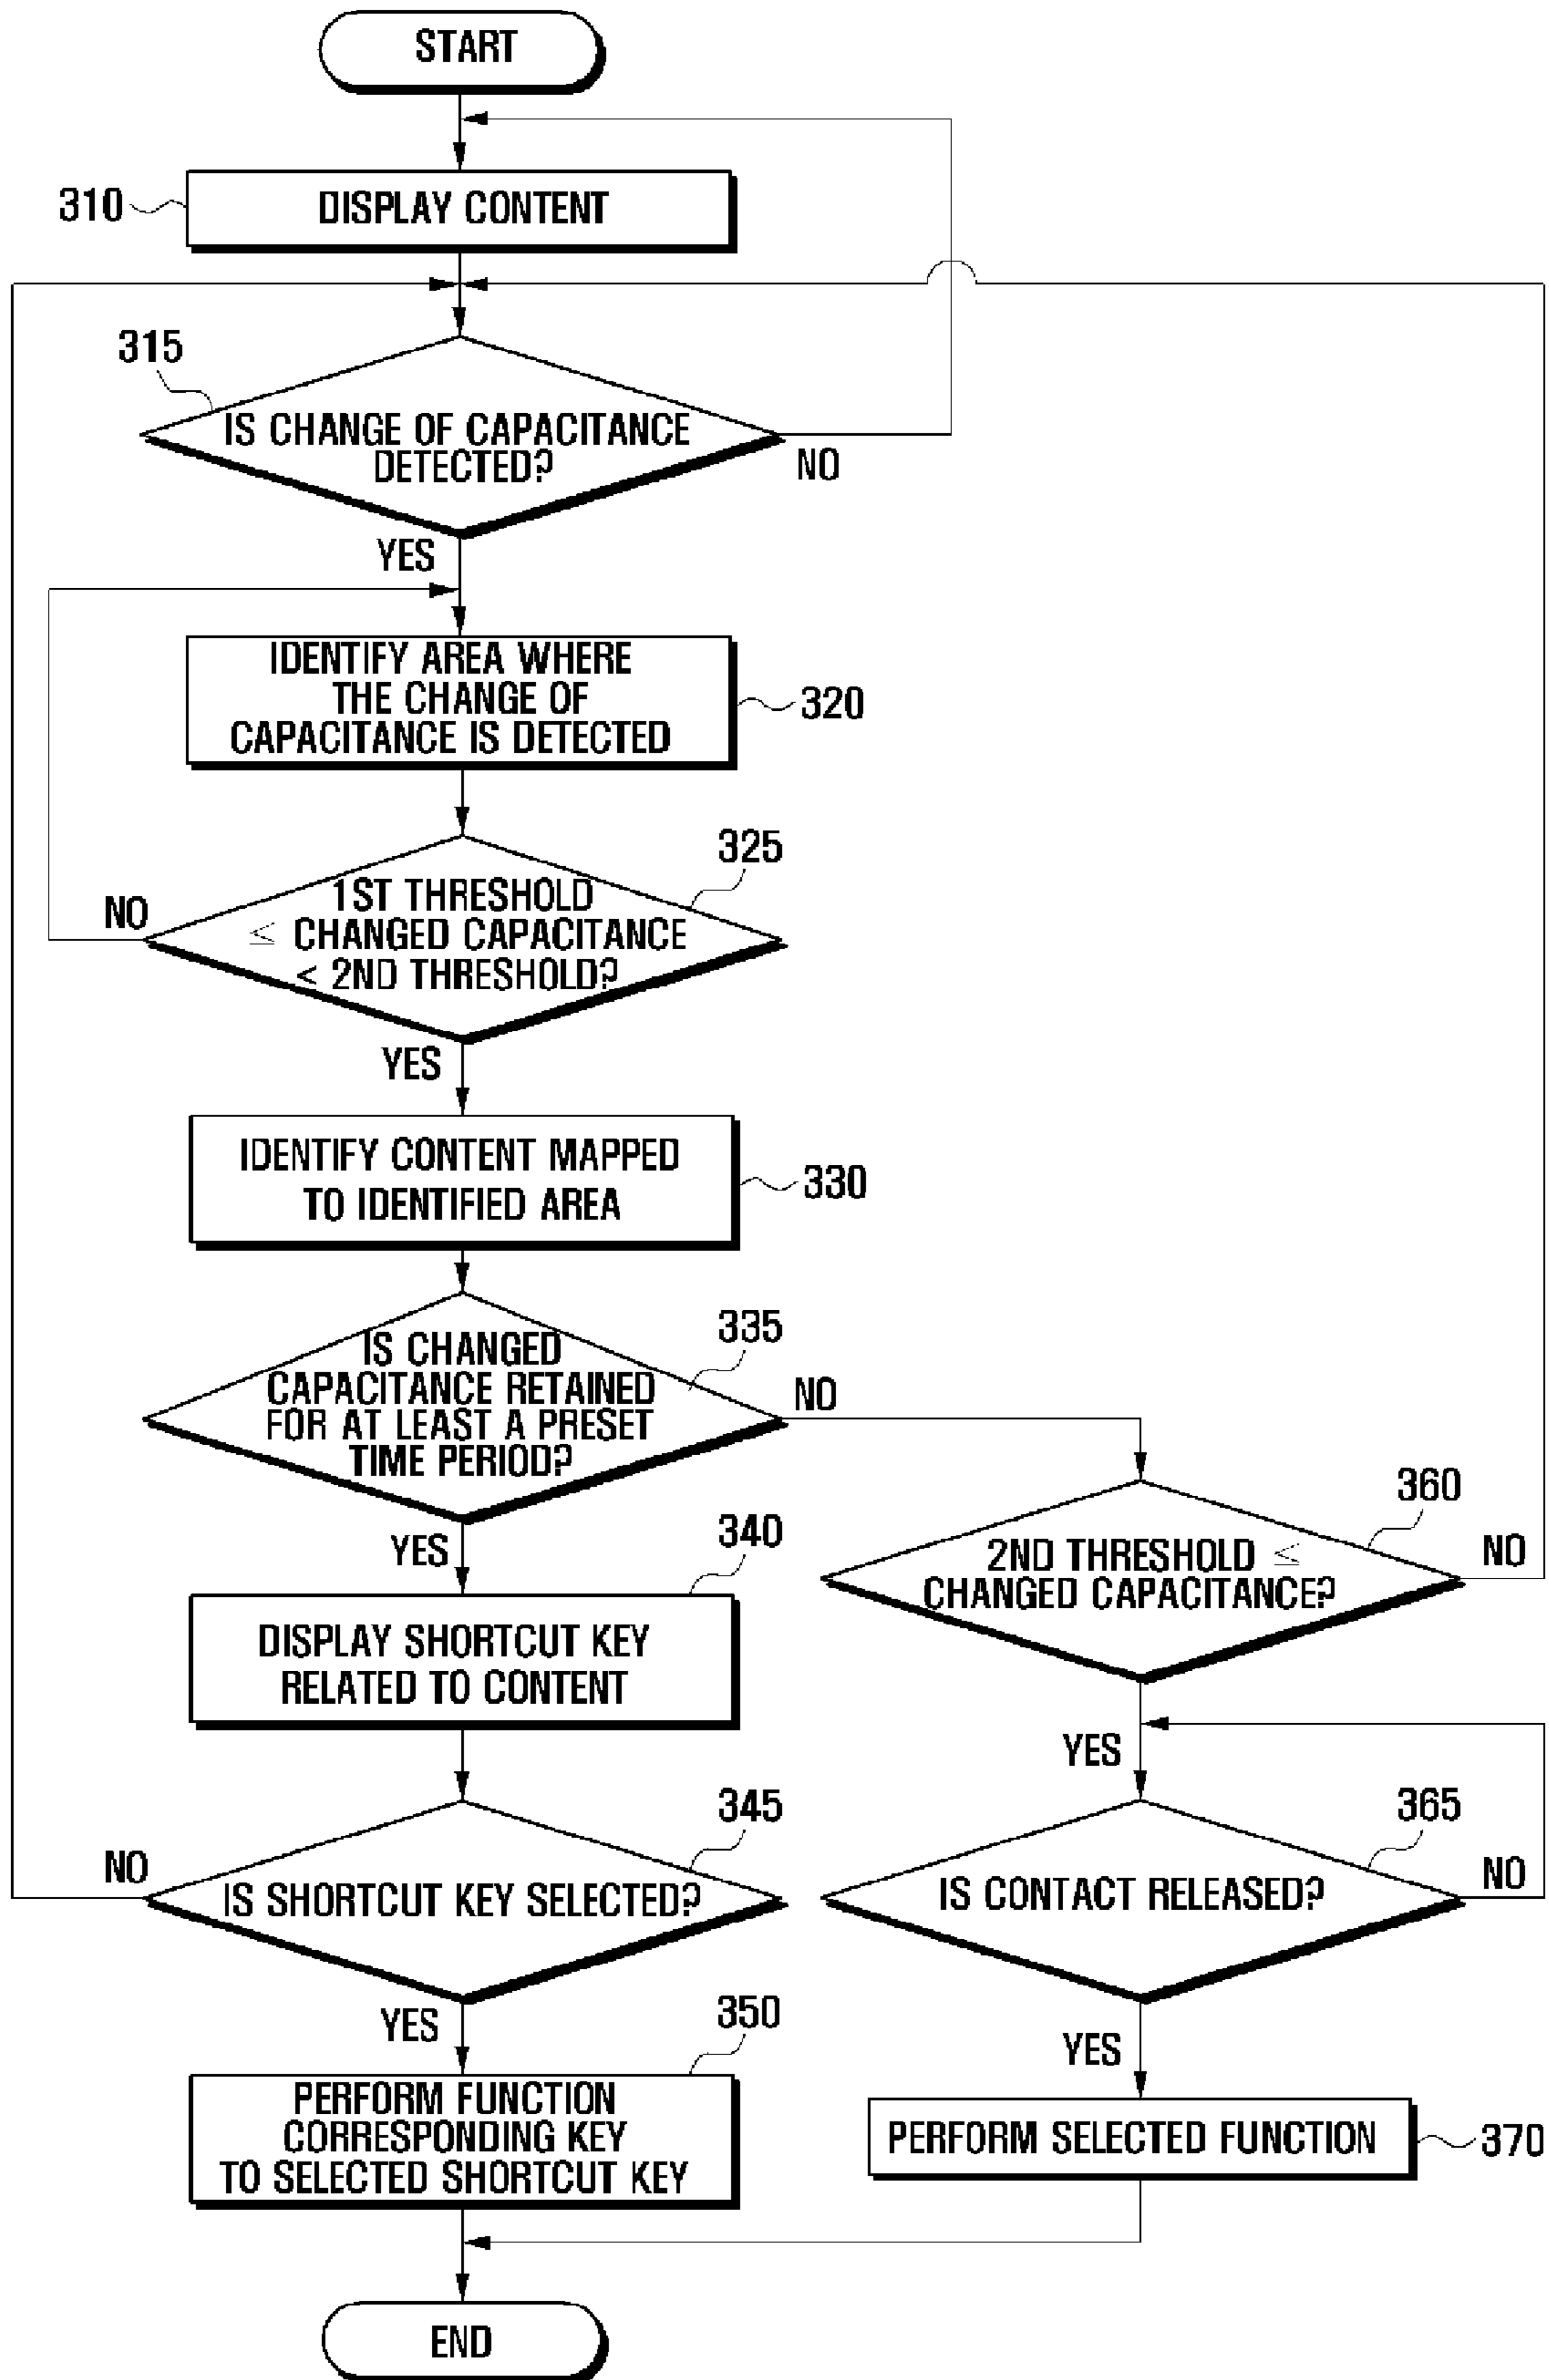 START
310
DISPLAY CONTENT
315
IS CHANGE OF CAPACITANCE
DETECTED?
NO
YES
IDENTIFY AREA WHERE
THE CHANGE OF
CAPACITANCE IS DETECTED
320
325
1ST THRESHOLD
≤ CHANGED CAPACITANCE
< 2ND THRESHOLD?
NO
YES
IDENTIFY CONTENT MAPPED
TO IDENTIFIED AREA
330
335
IS CHANGED
CAPACITANCE RETAINED
FOR AT LEAST A PRESET
TIME PERIOD?
NO
YES
340
DISPLAY SHORTCUT KEY
RELATED TO CONTENT
345
NO
IS SHORTCUT KEY SELECTED?
YES
350
PERFORM FUNCTION
CORRESPONDING KEY
TO SELECTED SHORTCUT KEY
360
2ND THRESHOLD ≤
CHANGED CAPACITANCE?
NO
YES
365
IS CONTACT RELEASED?
NO
YES
PERFORM SELECTED FUNCTION
370
END